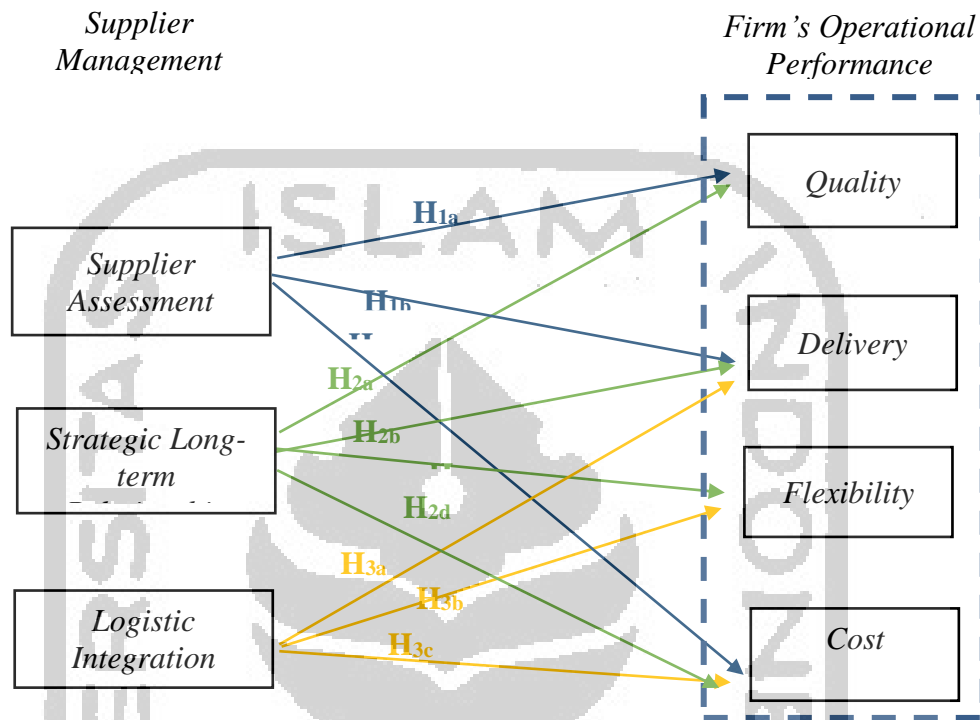 Supplier
Management
Firm's Operational
Performance
Quality
ISLAM
H1a
Supplier
Assessment
H1b
Delivery
H2a
Strategic Long-
term
H2b
Flexibility
H2d
H3a
H3b
Logistic
Integration
H3c
Cost